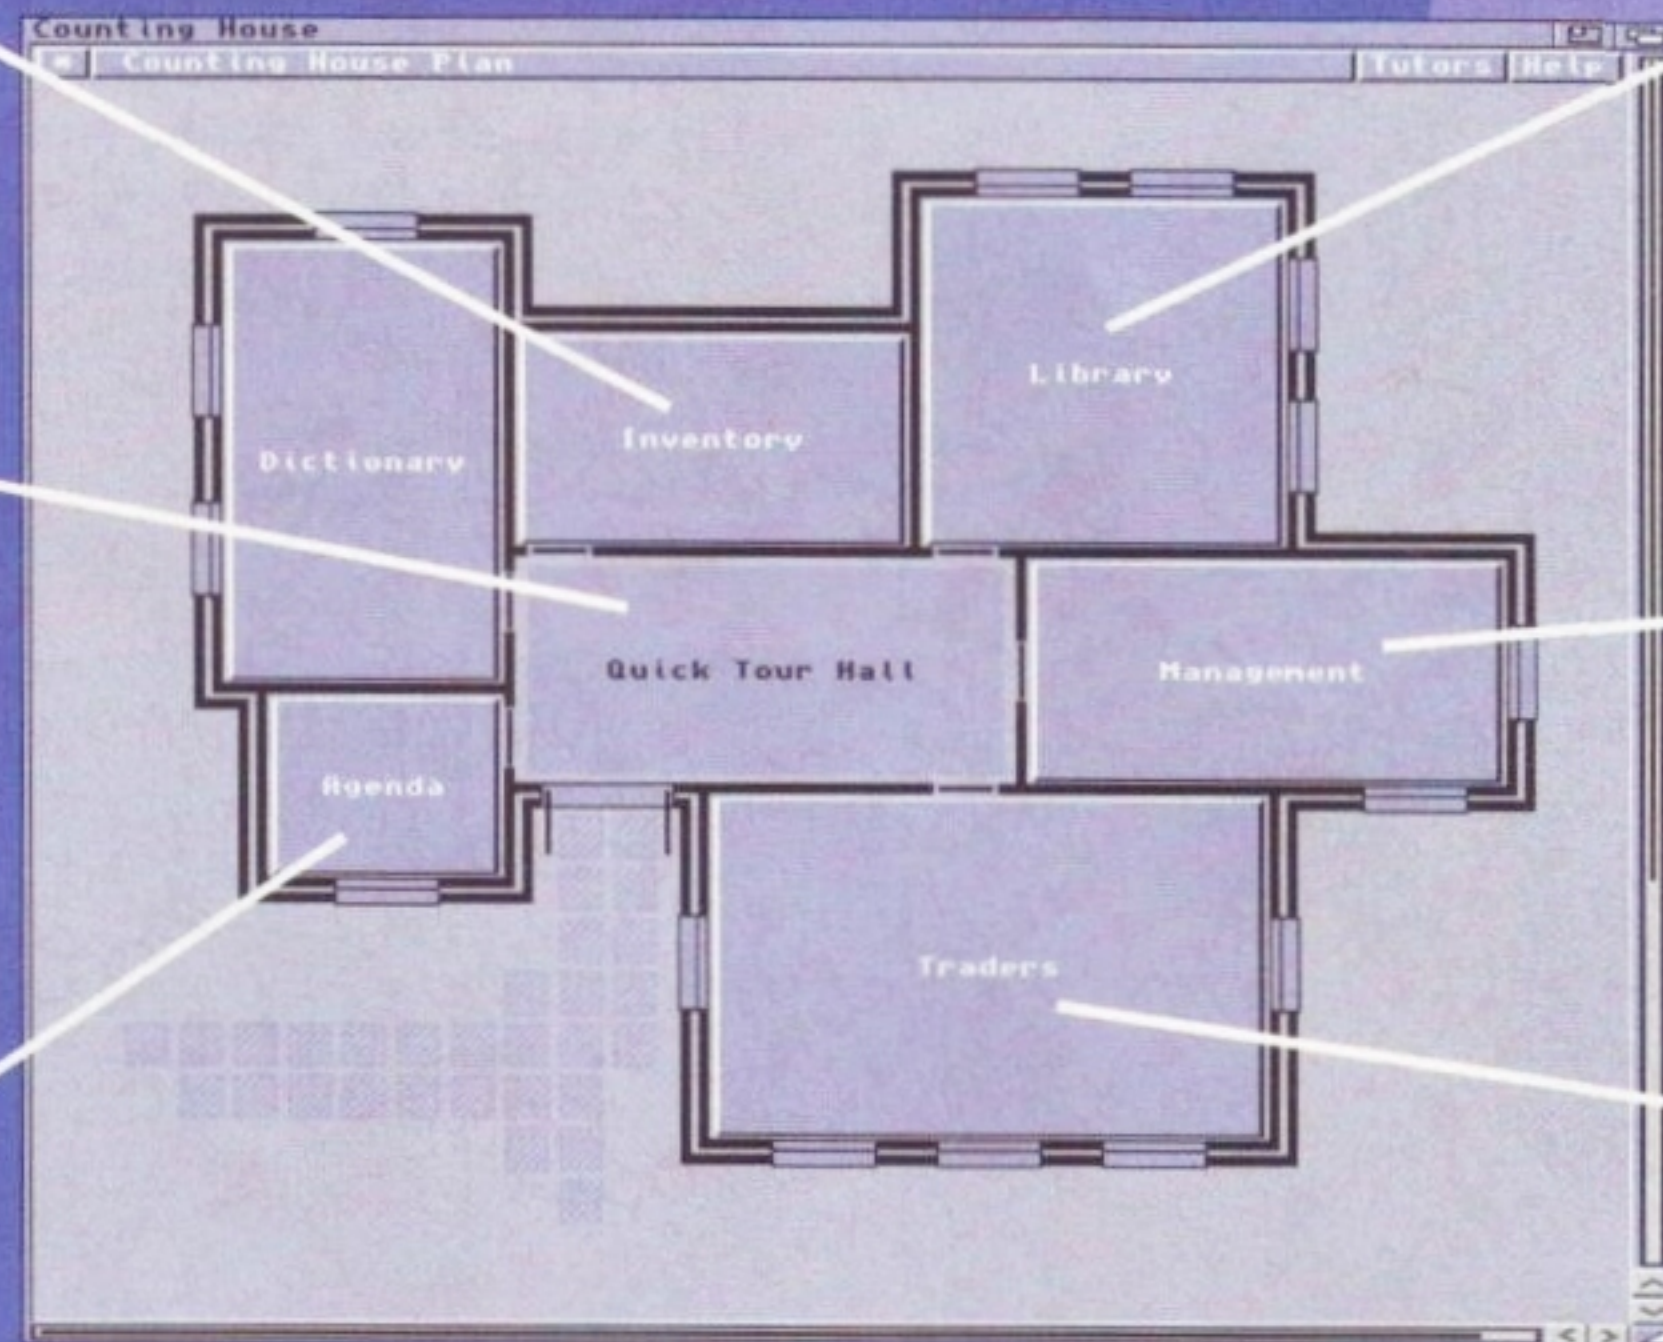 Counting House
Counting House Plan
Tutors Help
Library
Inventory
Dictionary
Quick Tour Hall
Management
Agenda
Traders